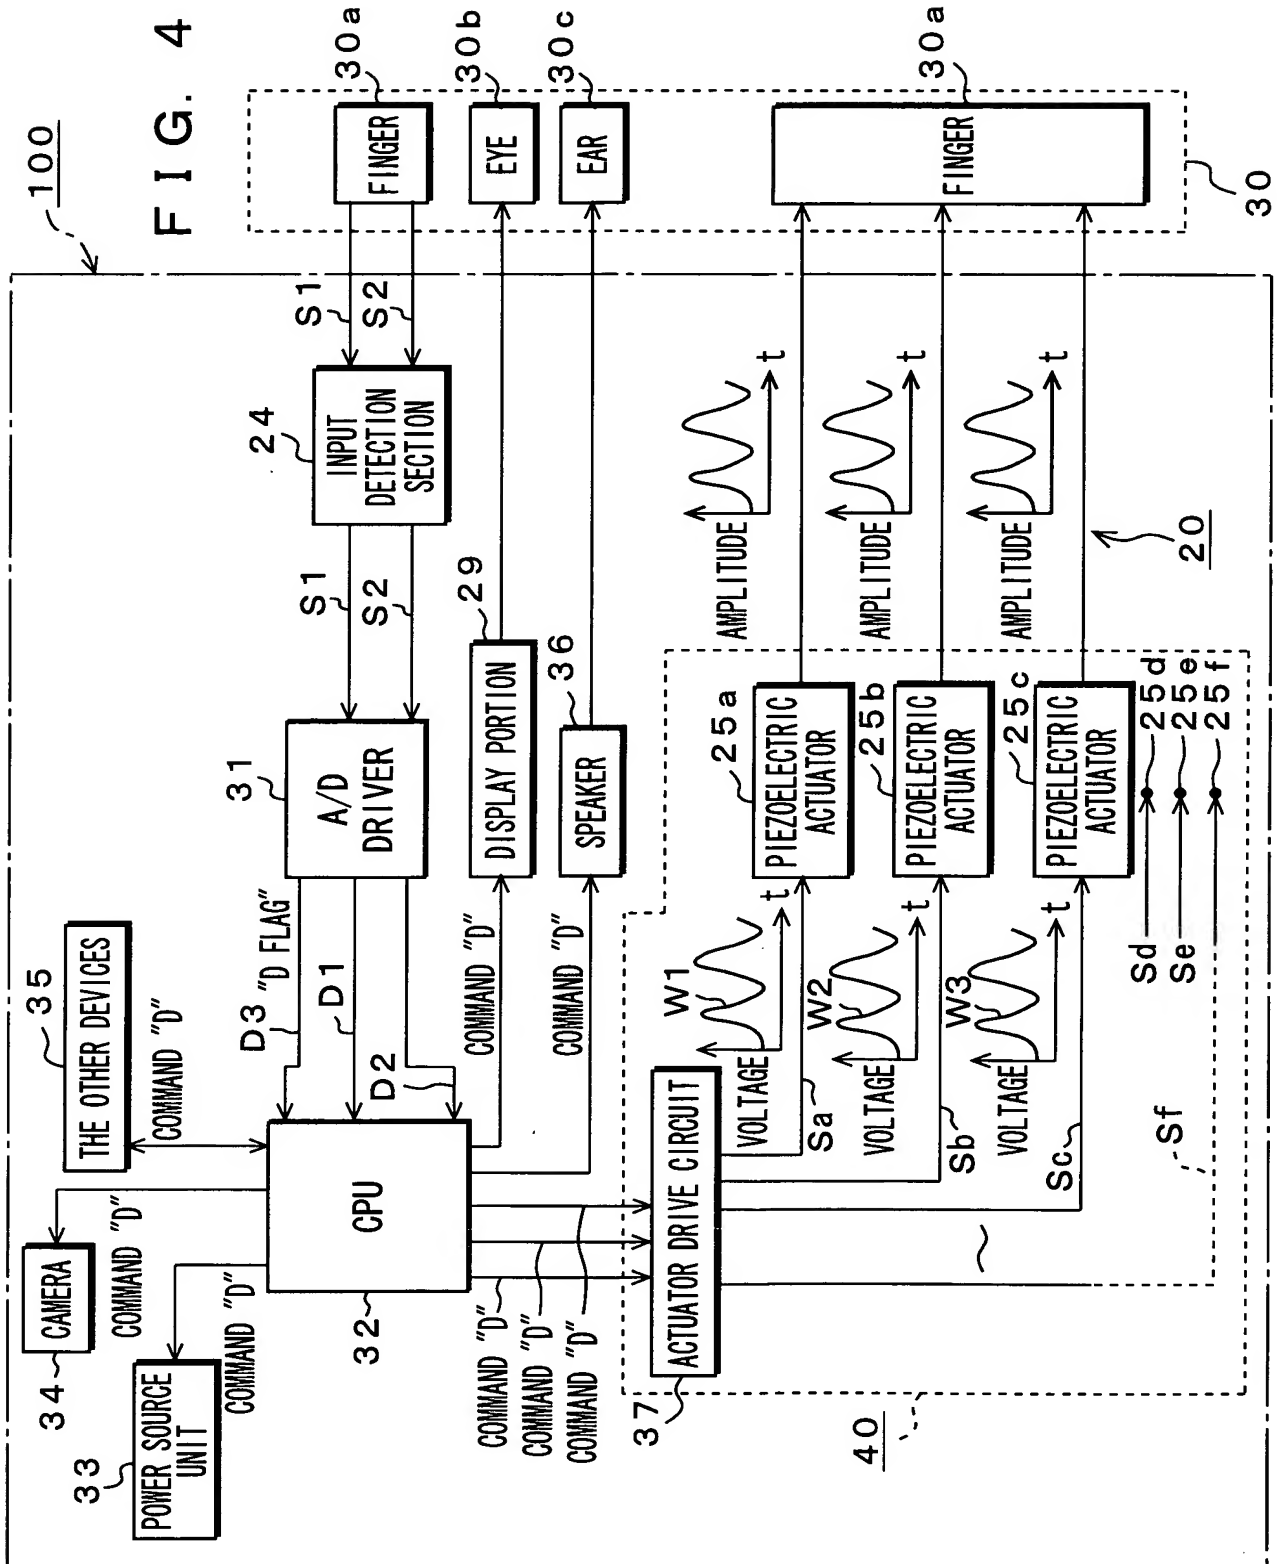 FIG. 4
100
33
POWER SOURCE
UNIT
34
CAMERA
35
THE OTHER DEVICES
COMMAND "D"
COMMAND "D"
COMMAND "D"
32
CPU
D3
"D FLAG"
D1
D2
31
A/D
DRIVER
S1
S2
24
INPUT
DETECTION
SECTION
S1
S2
FINGER
30a
COMMAND "D"
29
DISPLAY PORTION
EYE
30b
COMMAND "D"
36
SPEAKER
EAR
30c
COMMAND "D"
COMMAND "D"
COMMAND "D"
37
ACTUATOR DRIVE CIRCUIT
VOLTAGE
W1
t
Sa
25a
PIEZOELECTRIC
ACTUATOR
AMPLITUDE
t
VOLTAGE
W2
t
Sb
25b
PIEZOELECTRIC
ACTUATOR
AMPLITUDE
t
VOLTAGE
W3
t
Sc
25c
PIEZOELECTRIC
ACTUATOR
AMPLITUDE
t
FINGER
30a
Sd
25d
Se
25e
Sf
25f
20
30
40